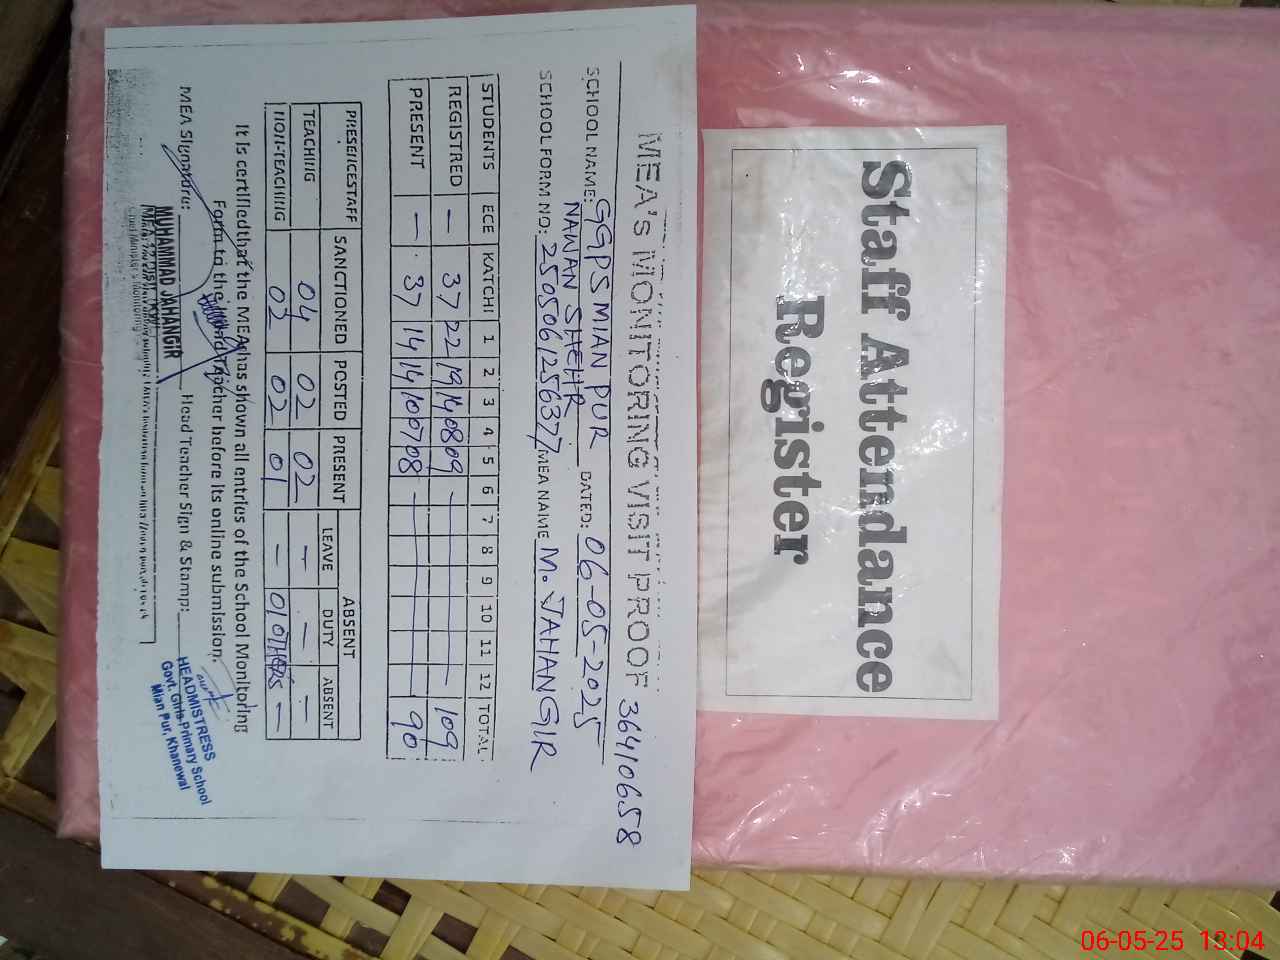 Staff Attendance
Register
MEA's MONITORING VISIT PROOF 36410658
SCHOOL NAME: GGPS MIAN PUR DATED: 06-05-2025
NAWAN SHEHR
SCHOOL FORM NO: 2505061256377 MEA NAME M. JAHANGIR
STUDENTS ECE KATCHI 1 2 3 4 5 6 7 8 9 10 11 12 TOTAL
REGISTRED — 37 22 19 14 08 09 — 109
PRESENT — 37 14 14 10 07 08 — 90
PRESENCE STAFF SANCTIONED POSTED PRESENT ABSENT
LEAVE DUTY ABSENT
TEACHING 04 02 02 — — —
NON-TEACHING 02 02 01 — 01 OTHERS —
It is certified that the MEA has shown all entries of the School Monitoring
Form to the Head Teacher before its online submission.
MEA Signature: Head Teacher Sign & Stamp:
MUHAMMAD JAHANGIR
HEADMISTRESS
Govt. Girls Primary School
Mian Pur, Khanewal
06-05-25 13:04